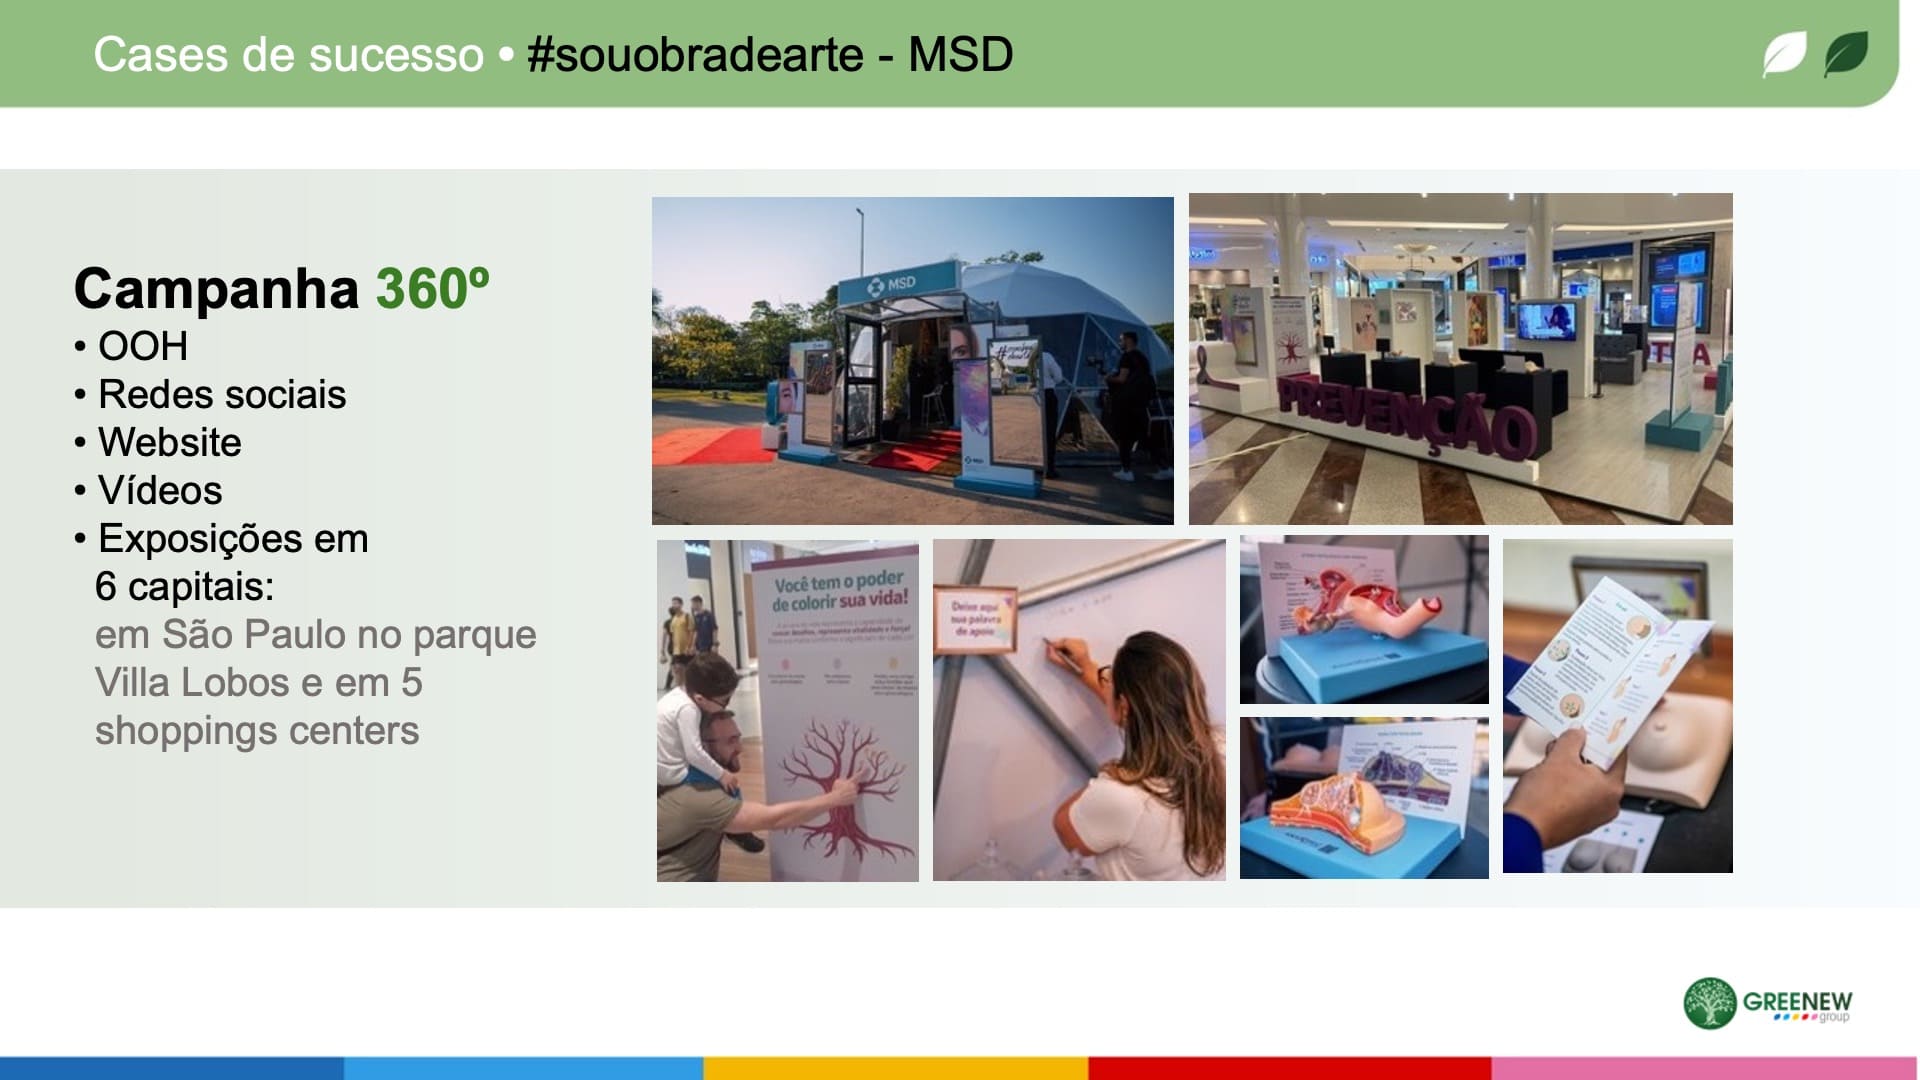 Cases de sucesso • #souobradearte - MSD
Campanha 360º
• OOH
• Redes sociais
• Website
• Vídeos
• Exposições em
6 capitais:
em São Paulo no parque
Villa Lobos e em 5
shoppings centers
MSD
MSD
PREVENÇÃO
Você tem o poder
de colorir sua vida!
Deixe aqui
sua palavra
de apoio
GREENEW
group